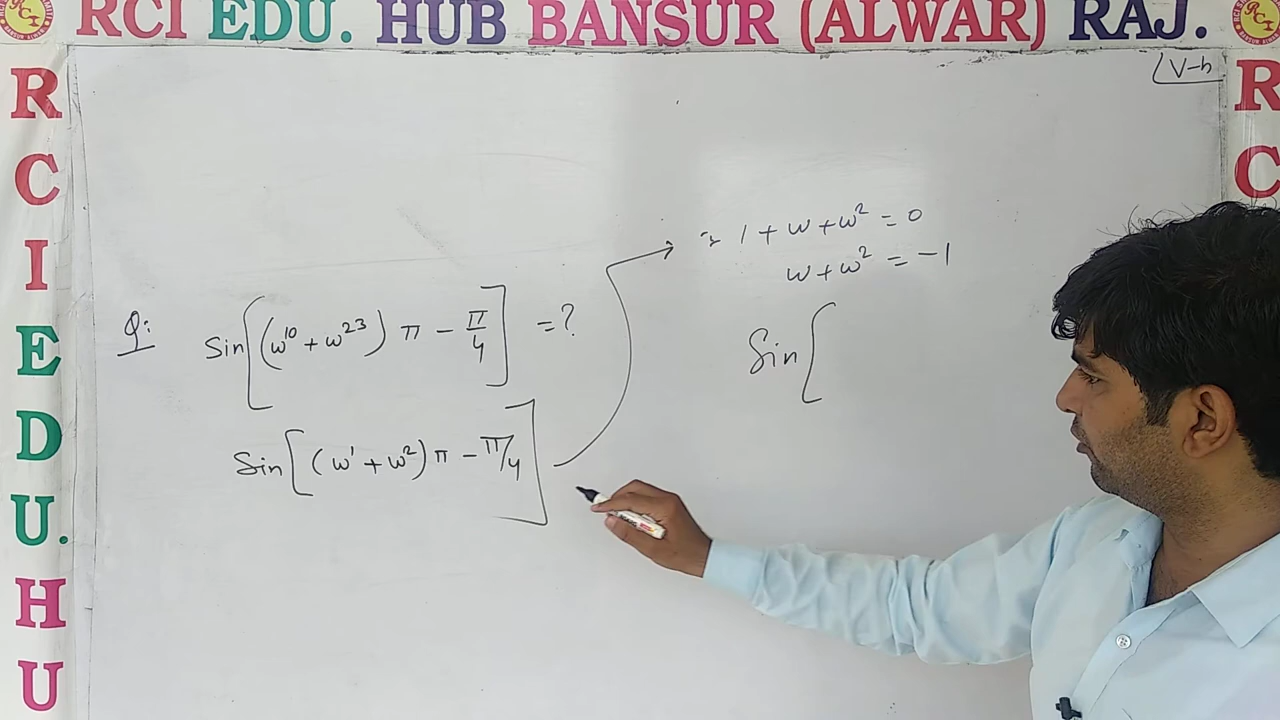 RCI EDU. HUB BANSUR (ALWAR) RAJ.
R
C
I
E
D
U.
H
U
R
C
∵ 1 + ω + ω² = 0
ω + ω² = -1
Q: Sin[(ω¹⁰ + ω²³) π - π/4] = ?
Sin[
Sin[(ω¹ + ω²) π - π/4]